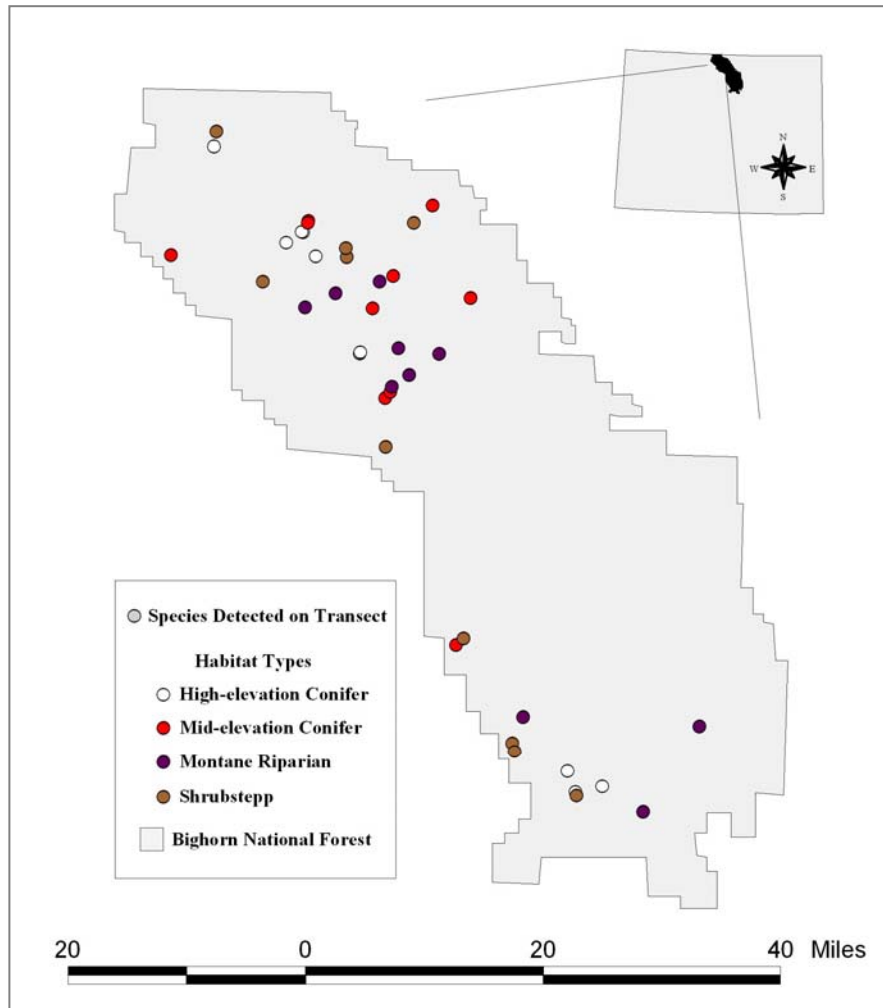 N
W E
S
Species Detected on Transect
Habitat Types
High-elevation Conifer
Mid-elevation Conifer
Montane Riparian
Shrubstepp
Bighorn National Forest
20 0 20 40 Miles